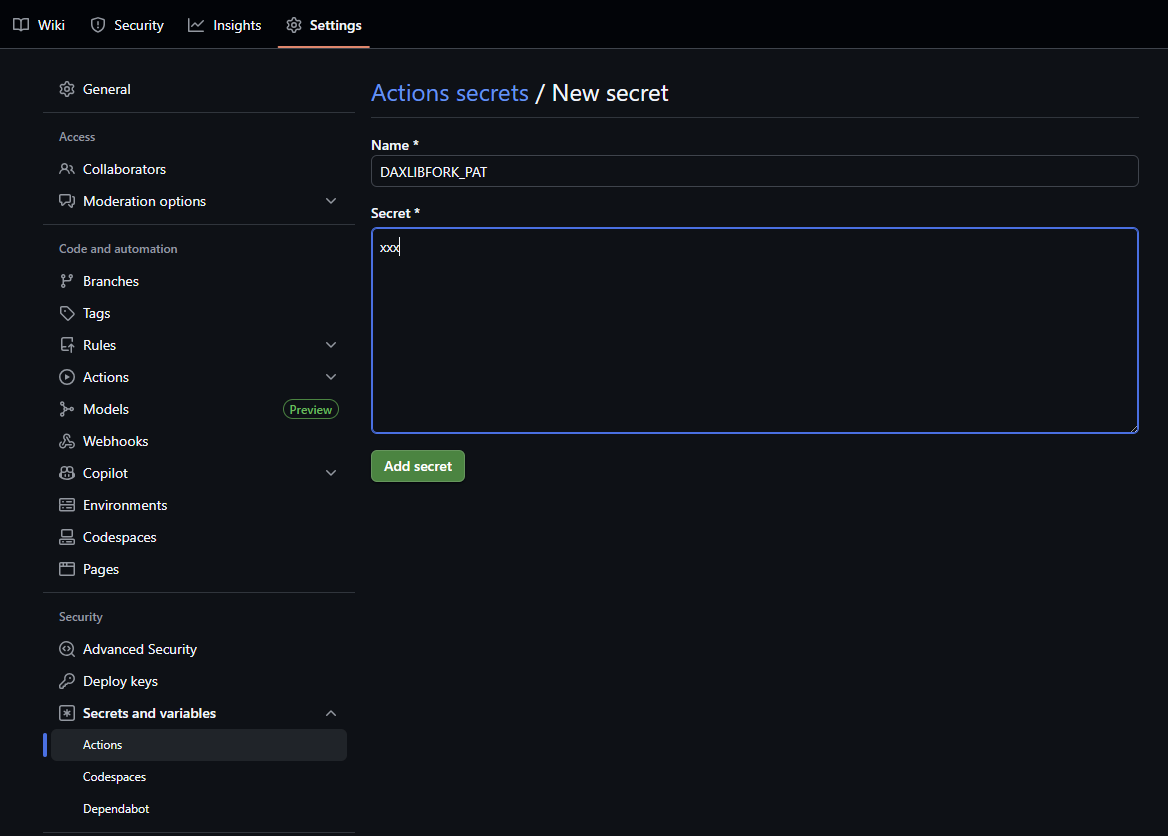 Wiki Security Insights Settings
General
Access
Collaborators
Moderation options
Code and automation
Branches
Tags
Rules
Actions
Models Preview
Webhooks
Copilot
Environments
Codespaces
Pages
Security
Advanced Security
Deploy keys
Secrets and variables
Actions
Codespaces
Dependabot
Actions secrets / New secret
Name *
DAXLIBFORK_PAT
Secret *
xxx
Add secret